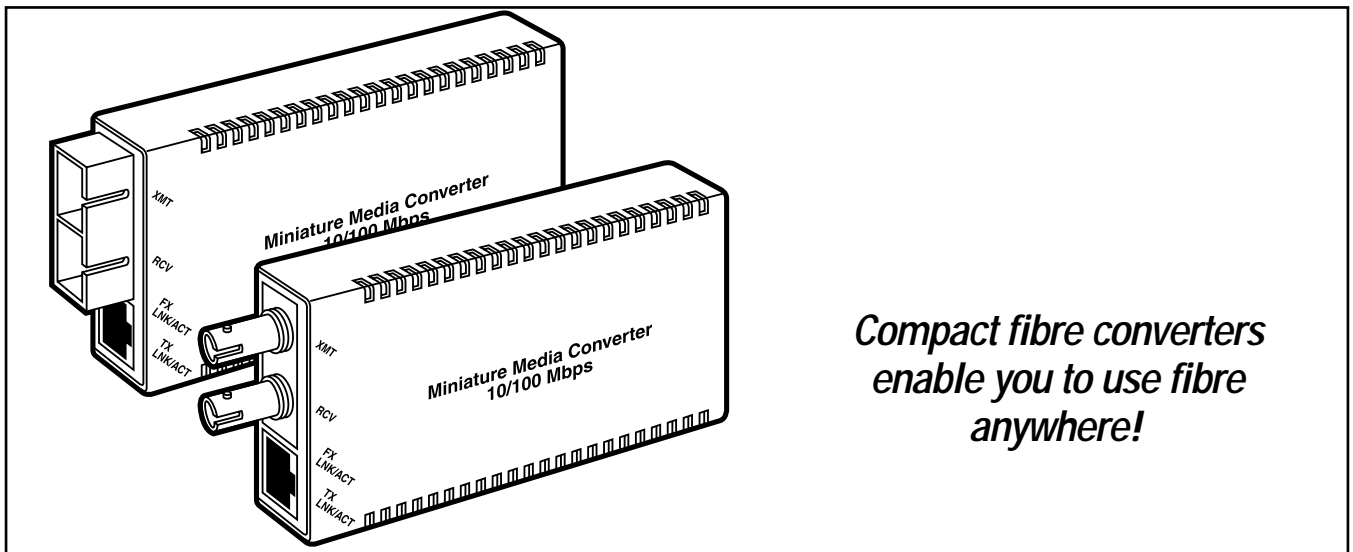 XMT
RCV
FX
LNK/ACT
TX
LNK/ACT
Miniature Media Converter
10/100 Mbps
XMT
RCV
FX
LNK/ACT
TX
LNK/ACT
Miniature Media Converter
10/100 Mbps
Compact fibre converters
enable you to use fibre
anywhere!